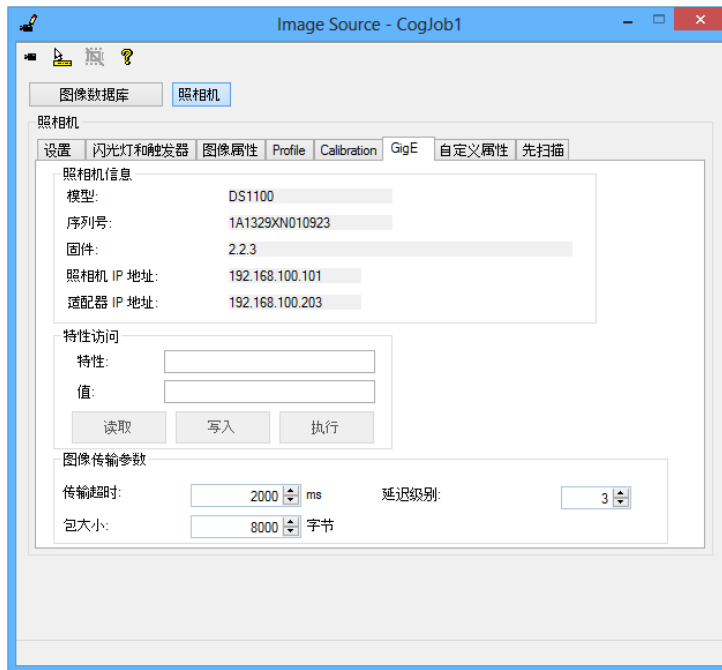 Image Source - CogJob1
图像数据库 照相机
照相机
设置 闪光灯和触发器 图像属性 Profile Calibration GigE 自定义属性 先扫描
照相机信息
模型: DS1100
序列号: 1A1329XN010923
固件: 2.2.3
照相机 IP 地址: 192.168.100.101
适配器 IP 地址: 192.168.100.203
特性访问
特性:
值:
读取 写入 执行
图像传输参数
传输超时: 2000 ms 延迟级别: 3
包大小: 8000 字节